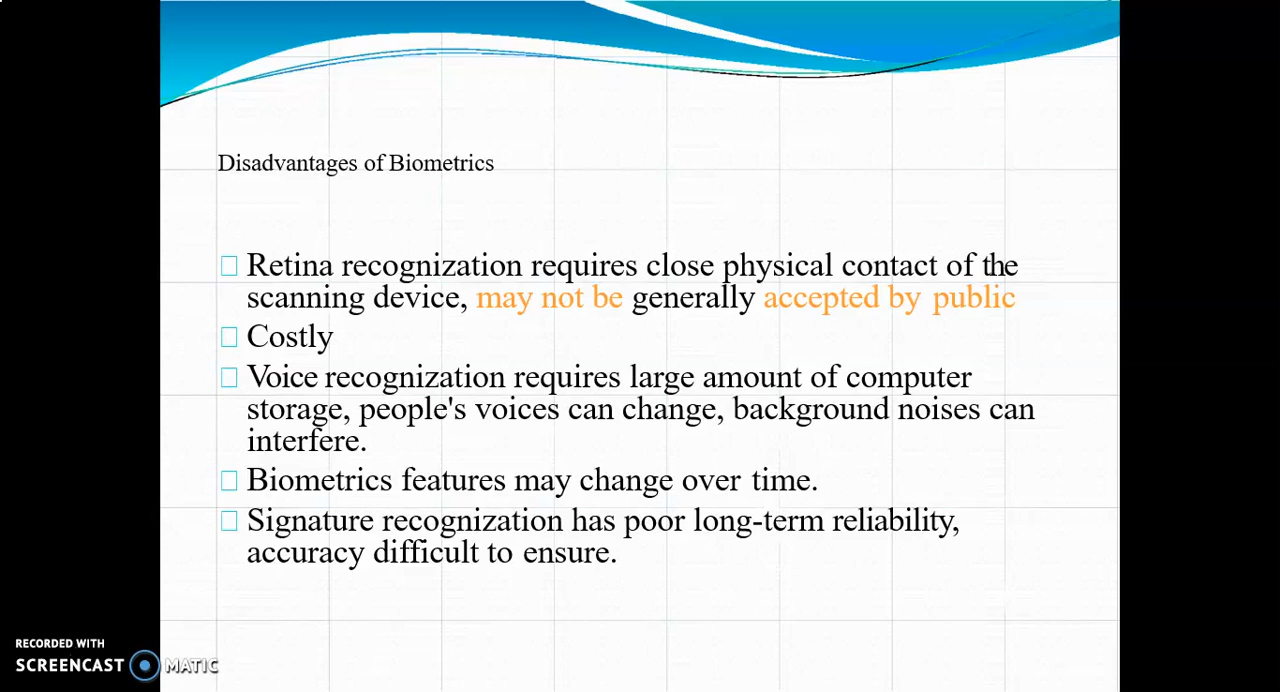 Disadvantages of Biometrics
Retina recognization requires close physical contact of the
scanning device, may not be generally accepted by public
Costly
Voice recognization requires large amount of computer
storage, people's voices can change, background noises can
interfere.
Biometrics features may change over time.
Signature recognization has poor long-term reliability,
accuracy difficult to ensure.
RECORDED WITH
SCREENCAST MATIC